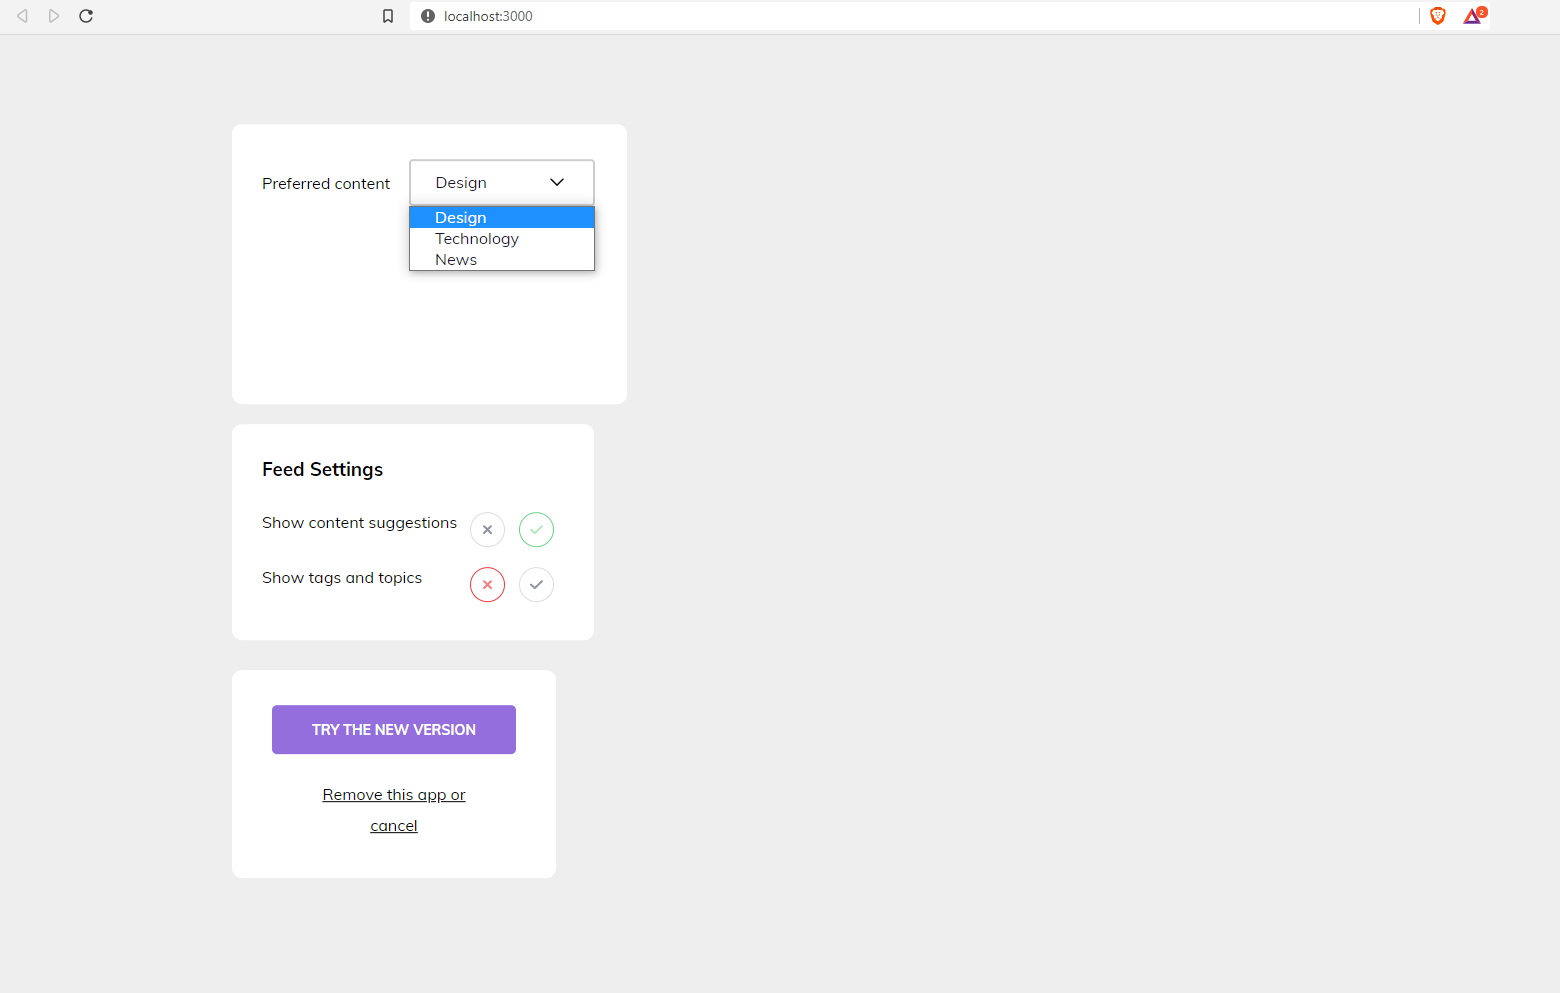 localhost:3000
2
Preferred content
Design
Design
Technology
News
Feed Settings
Show content suggestions
Show tags and topics
TRY THE NEW VERSION
Remove this app or
cancel